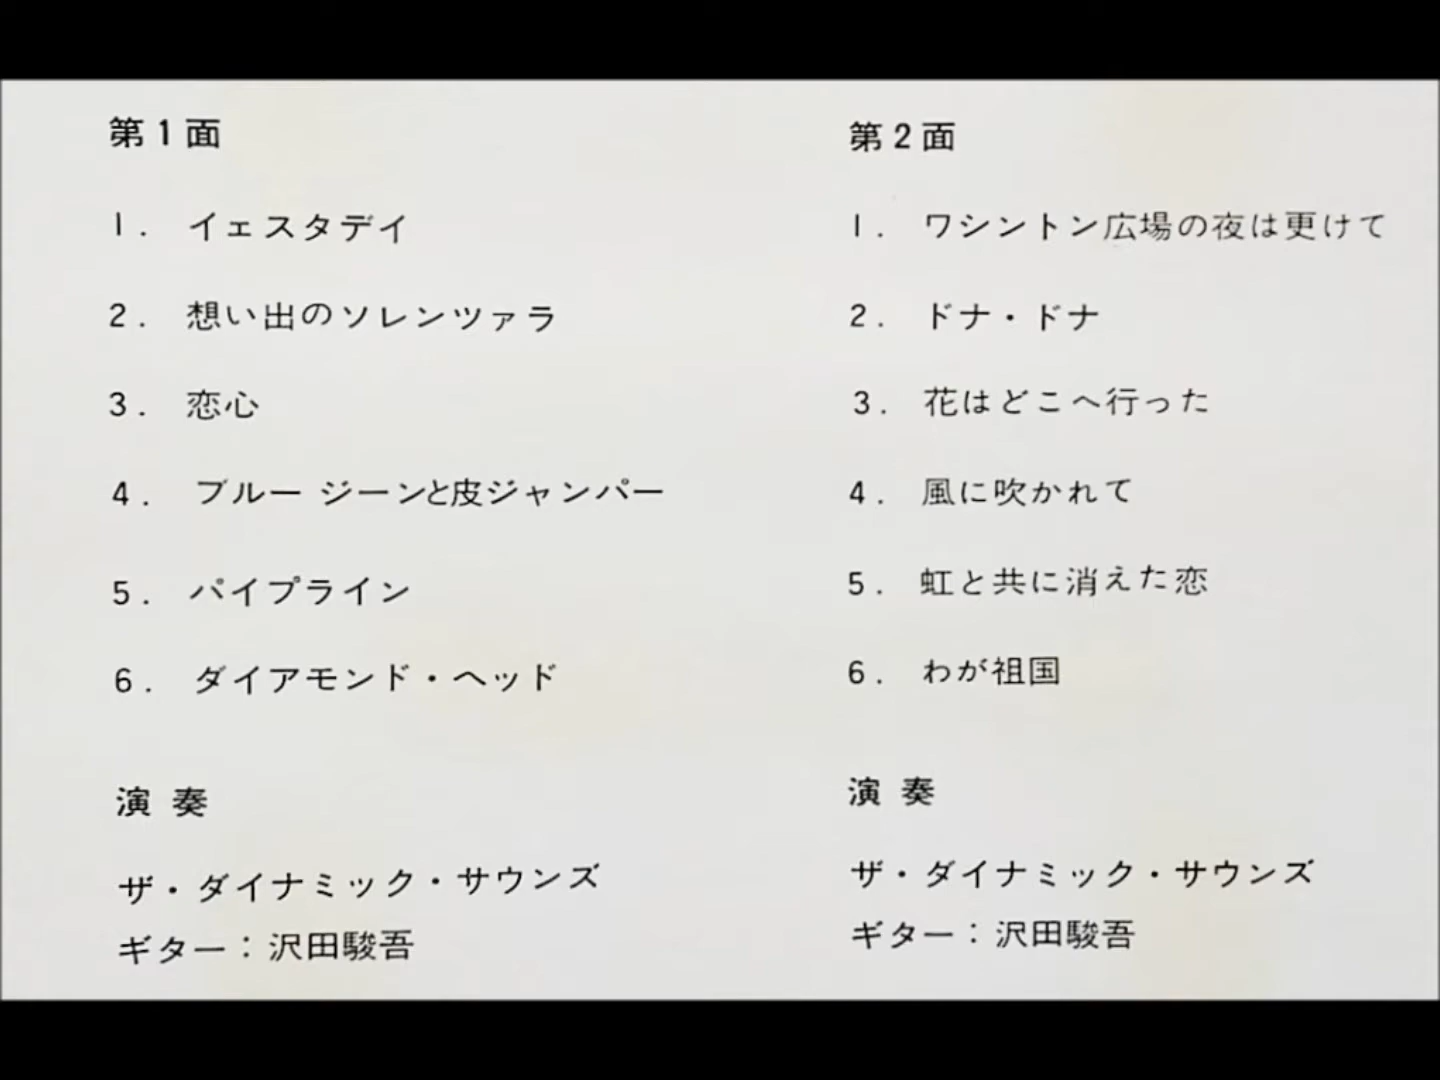 第1面
1. イェスタデイ
2. 想い出のソレンツァラ
3. 恋心
4. ブルー ジーンと皮ジャンパー
5. パイプライン
6. ダイアモンド・ヘッド
演奏
ザ・ダイナミック・サウンズ
ギター：沢田駿吾
第2面
1. ワシントン広場の夜は更けて
2. ドナ・ドナ
3. 花はどこへ行った
4. 風に吹かれて
5. 虹と共に消えた恋
6. わが祖国
演奏
ザ・ダイナミック・サウンズ
ギター：沢田駿吾